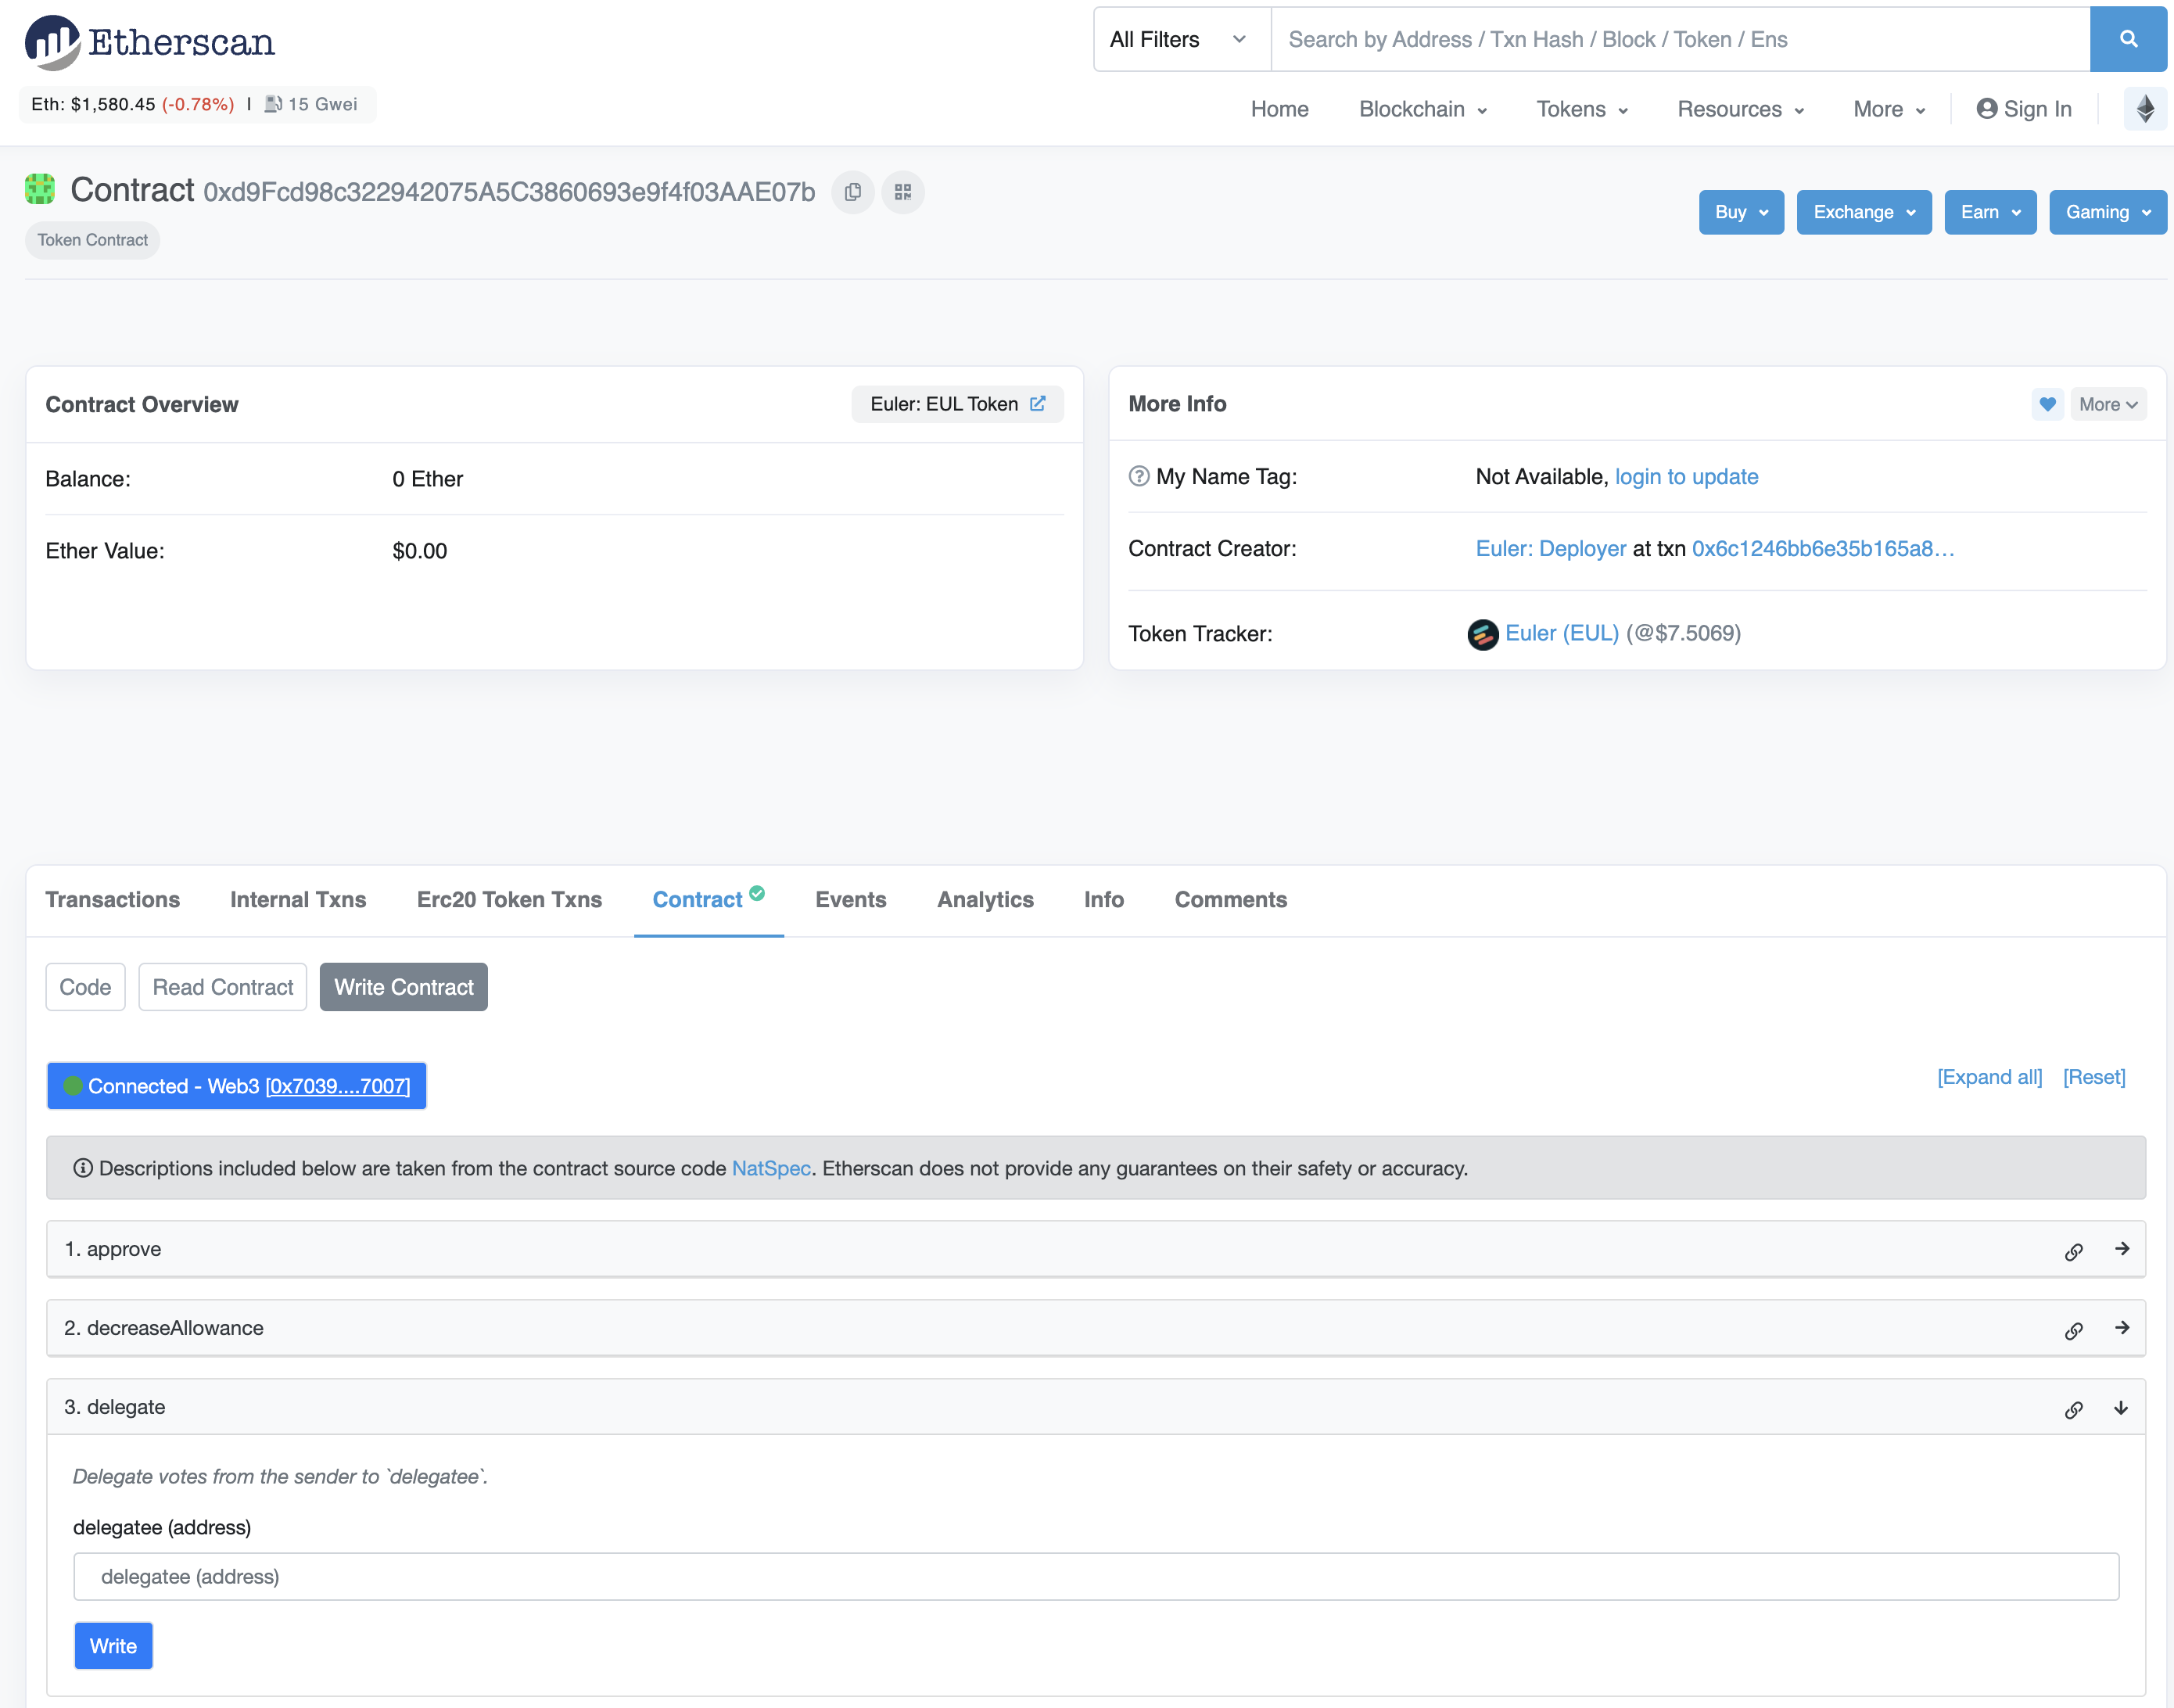 Etherscan
All Filters
Search by Address / Txn Hash / Block / Token / Ens
Eth: $1,580.45 (-0.78%) | 15 Gwei
Home Blockchain Tokens Resources More Sign In
Contract 0xd9Fcd98c322942075A5C3860693e9f4f03AAE07b
Token Contract
Buy Exchange Earn Gaming
Contract Overview
Euler: EUL Token
Balance: 0 Ether
Ether Value: $0.00
More Info
More
My Name Tag: Not Available, login to update
Contract Creator: Euler: Deployer at txn 0x6c1246bb6e35b165a8...
Token Tracker: Euler (EUL) (@$7.5069)
Transactions Internal Txns Erc20 Token Txns Contract Events Analytics Info Comments
Code Read Contract Write Contract
Connected - Web3 [0x7039....7007]
[Expand all] [Reset]
Descriptions included below are taken from the contract source code NatSpec. Etherscan does not provide any guarantees on their safety or accuracy.
1. approve
2. decreaseAllowance
3. delegate
Delegate votes from the sender to `delegatee`.
delegatee (address)
delegatee (address)
Write